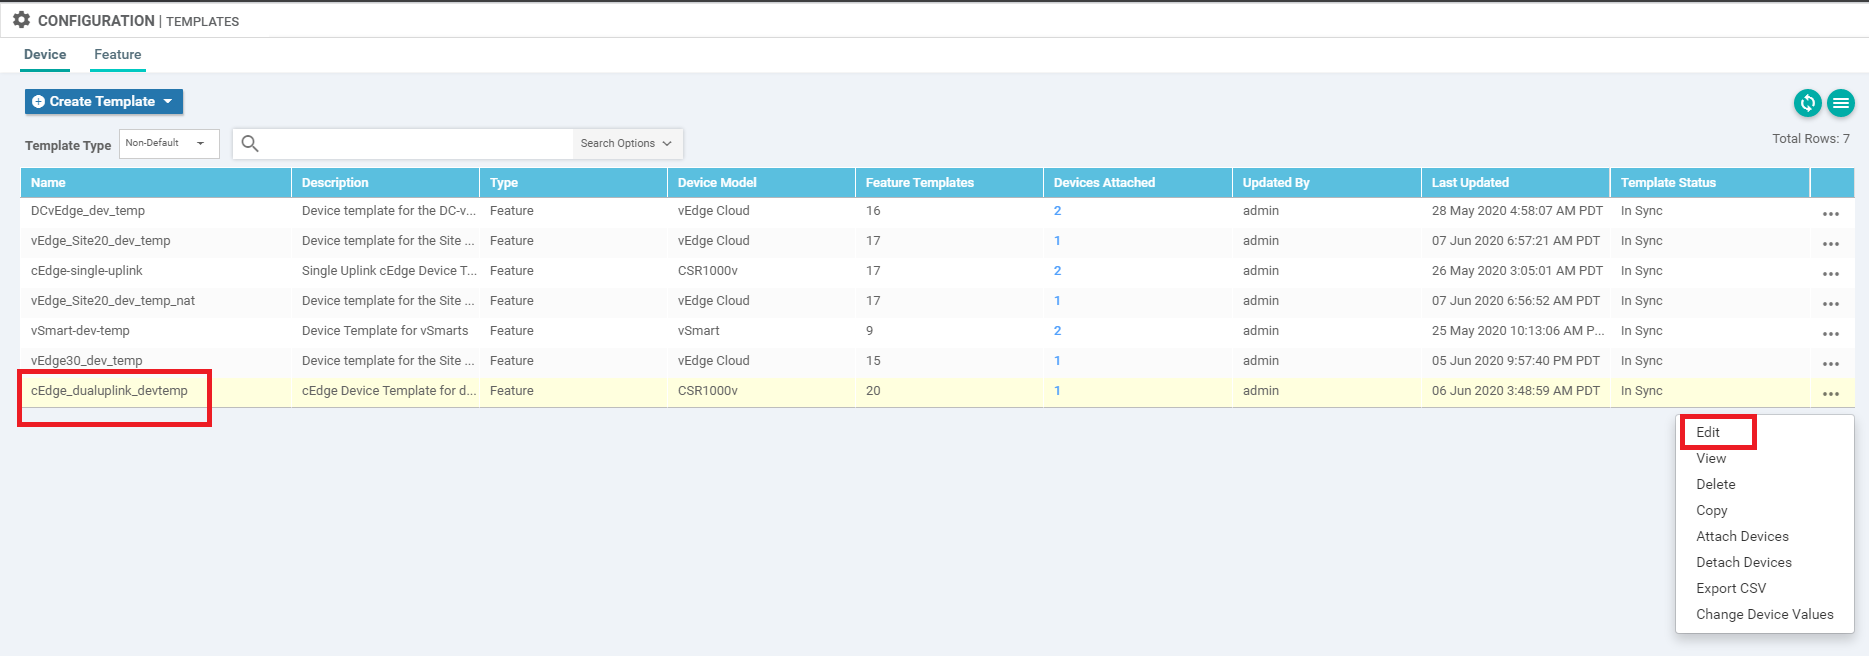 CONFIGURATION | TEMPLATES
Device Feature
Create Template
Template Type Non-Default Search Options Total Rows: 7
Name Description Type Device Model Feature Templates Devices Attached Updated By Last Updated Template Status
DCvEdge_dev_temp Device template for the DC-v... Feature vEdge Cloud 16 2 admin 28 May 2020 4:58:07 AM PDT In Sync ...
vEdge_Site20_dev_temp Device template for the Site ... Feature vEdge Cloud 17 1 admin 07 Jun 2020 6:57:21 AM PDT In Sync ...
cEdge-single-uplink Single Uplink cEdge Device T... Feature CSR1000v 17 2 admin 26 May 2020 3:05:01 AM PDT In Sync ...
vEdge_Site20_dev_temp_nat Device template for the Site ... Feature vEdge Cloud 17 1 admin 07 Jun 2020 6:56:52 AM PDT In Sync ...
vSmart-dev-temp Device Template for vSmarts Feature vSmart 9 2 admin 25 May 2020 10:13:06 AM P... In Sync ...
vEdge30_dev_temp Device template for the Site ... Feature vEdge Cloud 15 1 admin 05 Jun 2020 9:57:40 PM PDT In Sync ...
cEdge_dualuplink_devtemp cEdge Device Template for d... Feature CSR1000v 20 1 admin 06 Jun 2020 3:48:59 AM PDT In Sync ...
Edit
View
Delete
Copy
Attach Devices
Detach Devices
Export CSV
Change Device Values